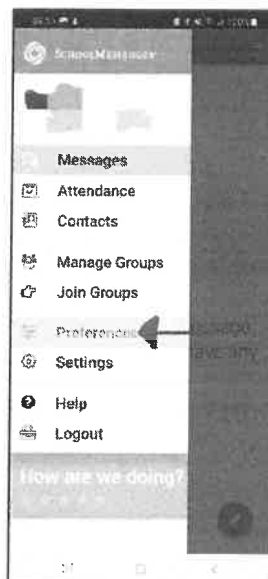 SCHOOLMESSENGER
Messages
Attendance
Contacts
Manage Groups
Join Groups
Preferences
Settings
Help
Logout
How are we doing?